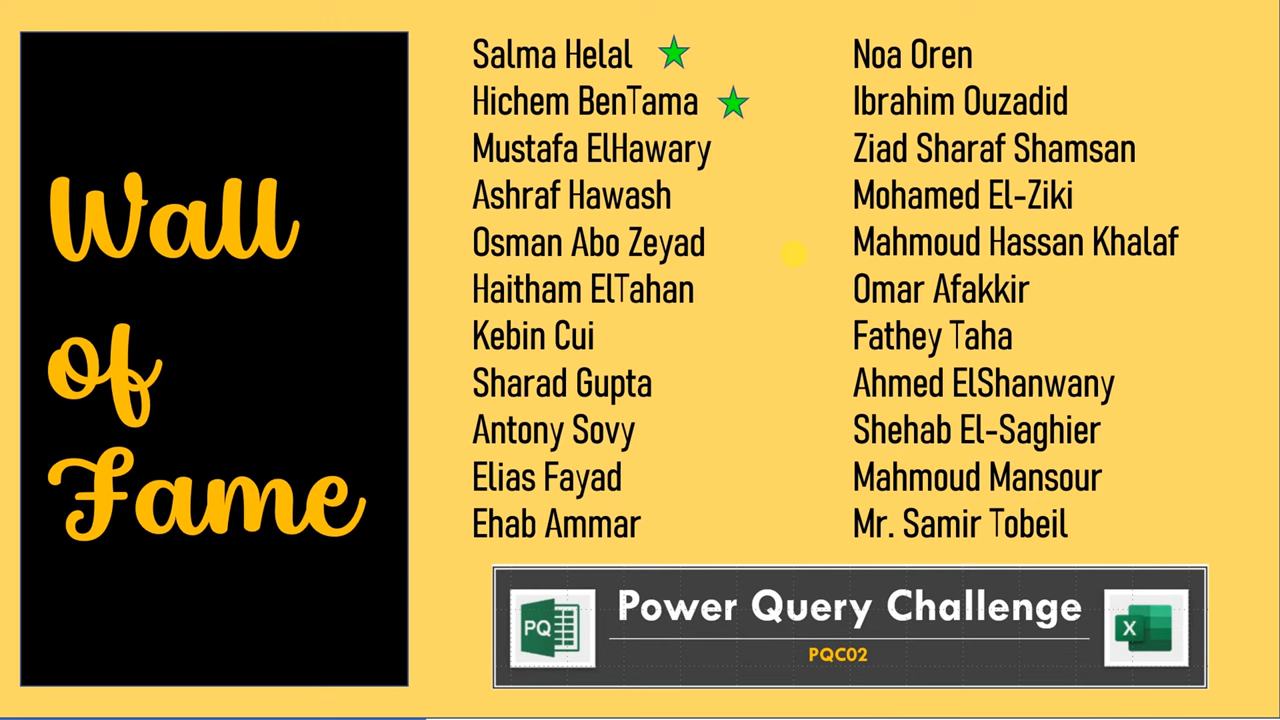 Wall
of
Fame
Salma Helal
Hichem BenTama
Mustafa ElHawary
Ashraf Hawash
Osman Abo Zeyad
Haitham ElTahan
Kebin Cui
Sharad Gupta
Antony Sovy
Elias Fayad
Ehab Ammar
Noa Oren
Ibrahim Ouzadid
Ziad Sharaf Shamsan
Mohamed El-Ziki
Mahmoud Hassan Khalaf
Omar Afakkir
Fathey Taha
Ahmed ElShanwany
Shehab El-Saghier
Mahmoud Mansour
Mr. Samir Tobeil
PQ
Power Query Challenge
X
PQC02